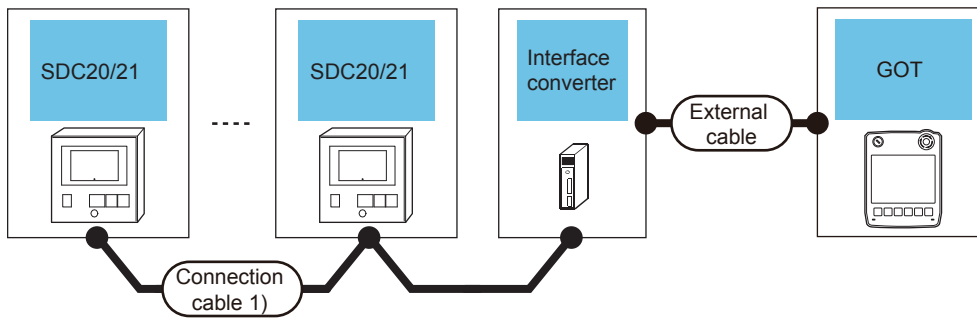 SDC20/21
SDC20/21
Interface
converter
GOT
External
cable
Connection
cable 1)